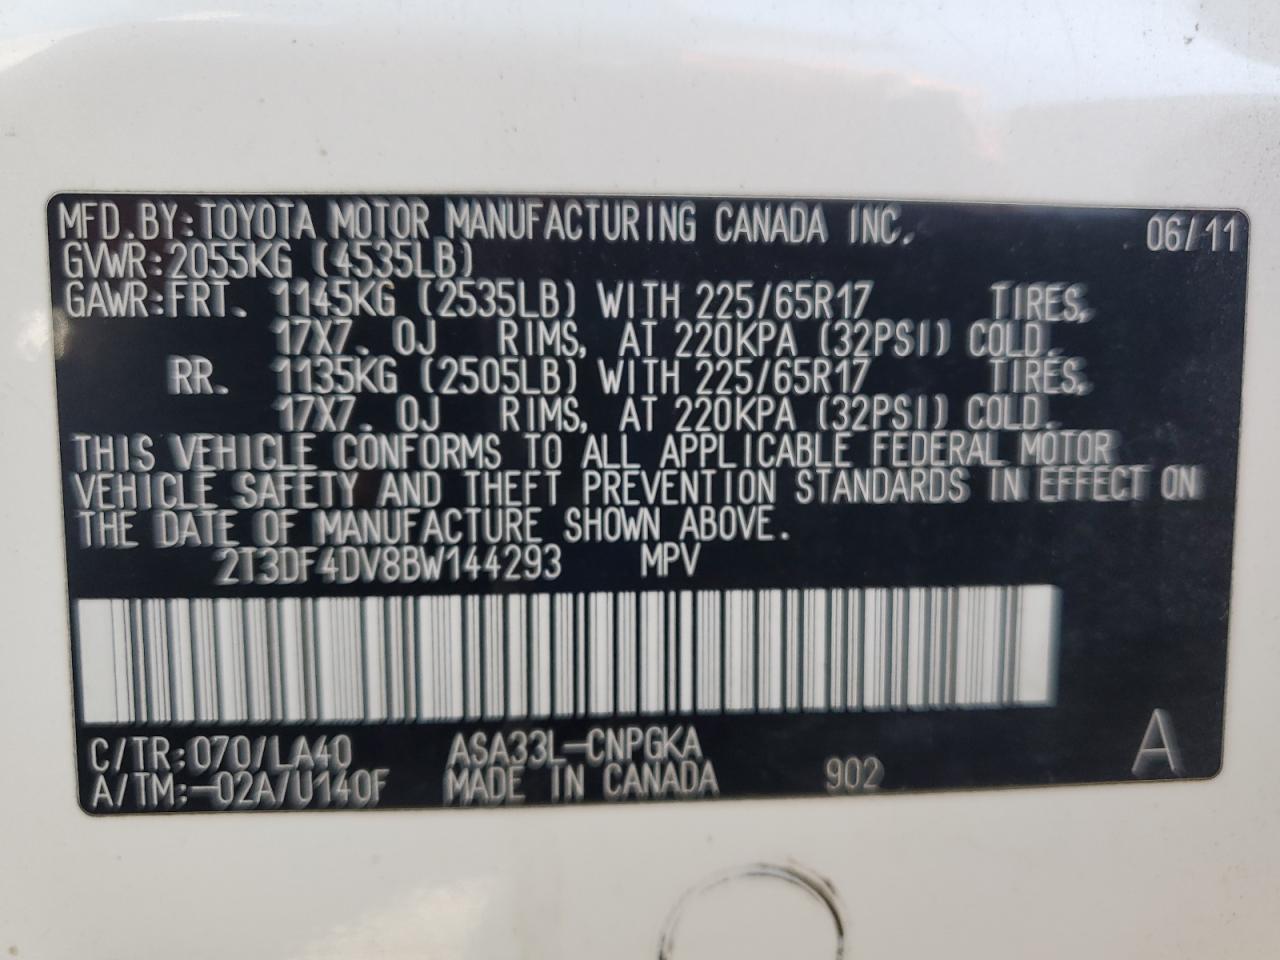 MFD.BY:TOYOTA MOTOR MANUFACTURING CANADA INC. 06/11
GVWR:2055KG (4535LB)
GAWR:FRT. 1145KG (2535LB) WITH 225/65R17 TIRES,
17X7.0J RIMS, AT 220KPA (32PSI) COLD.
RR. 1135KG (2505LB) WITH 225/65R17 TIRES,
17X7.0J RIMS, AT 220KPA (32PSI) COLD.
THIS VEHICLE CONFORMS TO ALL APPLICABLE FEDERAL MOTOR
VEHICLE SAFETY AND THEFT PREVENTION STANDARDS IN EFFECT ON
THE DATE OF MANUFACTURE SHOWN ABOVE.
2T3DF4DV8BW144293 MPV
C/TR:070/LA40 ASA33L-CNPGKA A
A/TM:-02A/U140F MADE IN CANADA 902